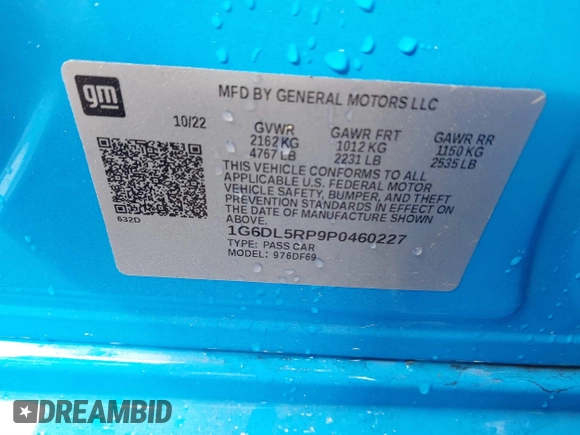 gm
MFD BY GENERAL MOTORS LLC
10/22
GVWR
2162 KG
4767 LB
GAWR FRT
1012 KG
2231 LB
GAWR RR
1150 KG
2535 LB
THIS VEHICLE CONFORMS TO ALL
APPLICABLE U.S. FEDERAL MOTOR
VEHICLE SAFETY, BUMPER, AND THEFT
PREVENTION STANDARDS IN EFFECT ON
THE DATE OF MANUFACTURE SHOWN
ABOVE.
632D
1G6DL5RP9P0460227
TYPE: PASS CAR
MODEL: 976DF69
DREAMBID